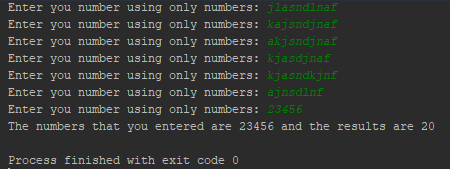 Enter you number using only numbers: jlasndlnaf
Enter you number using only numbers: kajsndjnaf
Enter you number using only numbers: akjsndjnaf
Enter you number using only numbers: kjasdjnaf
Enter you number using only numbers: kjasndkjnf
Enter you number using only numbers: ajnsdlnf
Enter you number using only numbers: 23456
The numbers that you entered are 23456 and the results are 20
Process finished with exit code 0